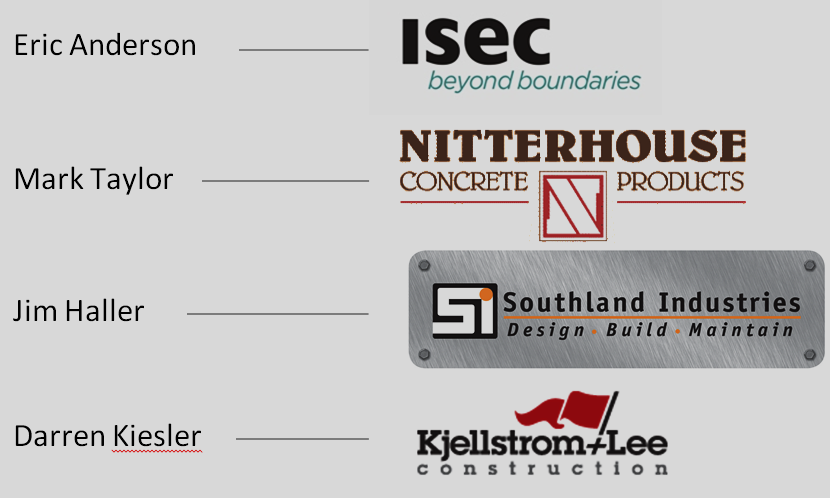 Eric Anderson
ISEC
beyond boundaries
Mark Taylor
NITTERHOUSE
CONCRETE PRODUCTS
N
Jim Haller
Si Southland Industries
Design · Build · Maintain
Darren Kiesler
Kjellstrom+Lee
construction